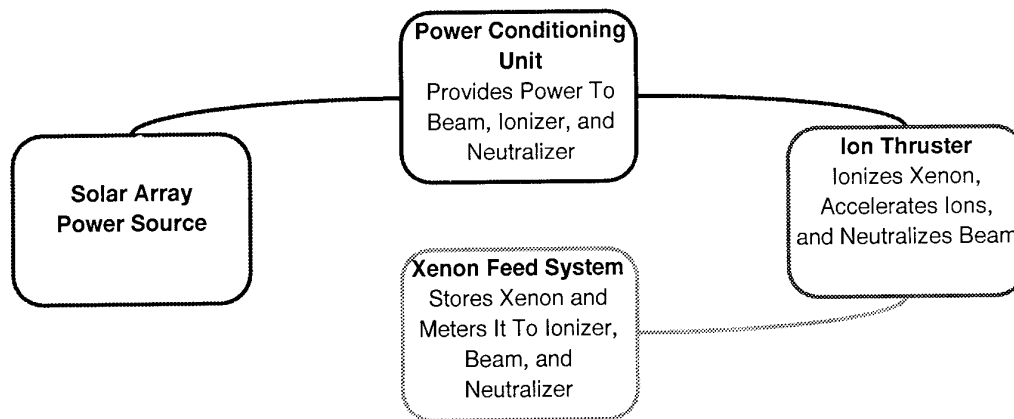 Power Conditioning
Unit
Provides Power To
Beam, Ionizer, and
Neutralizer
Solar Array
Power Source
Ion Thruster
Ionizes Xenon,
Accelerates Ions,
and Neutralizes Beam
Xenon Feed System
Stores Xenon and
Meters It To Ionizer,
Beam, and
Neutralizer